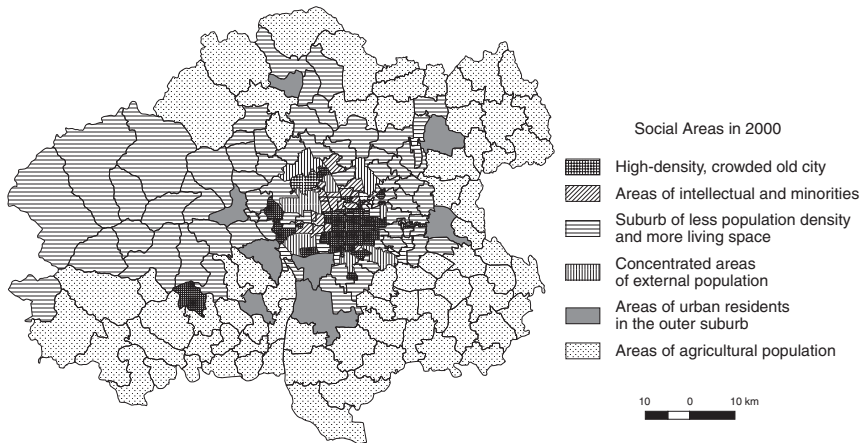 Social Areas in 2000
High-density, crowded old city
Areas of intellectual and minorities
Suburb of less population density
and more living space
Concentrated areas
of external population
Areas of urban residents
in the outer suburb
Areas of agricultural population
10 0 10 km